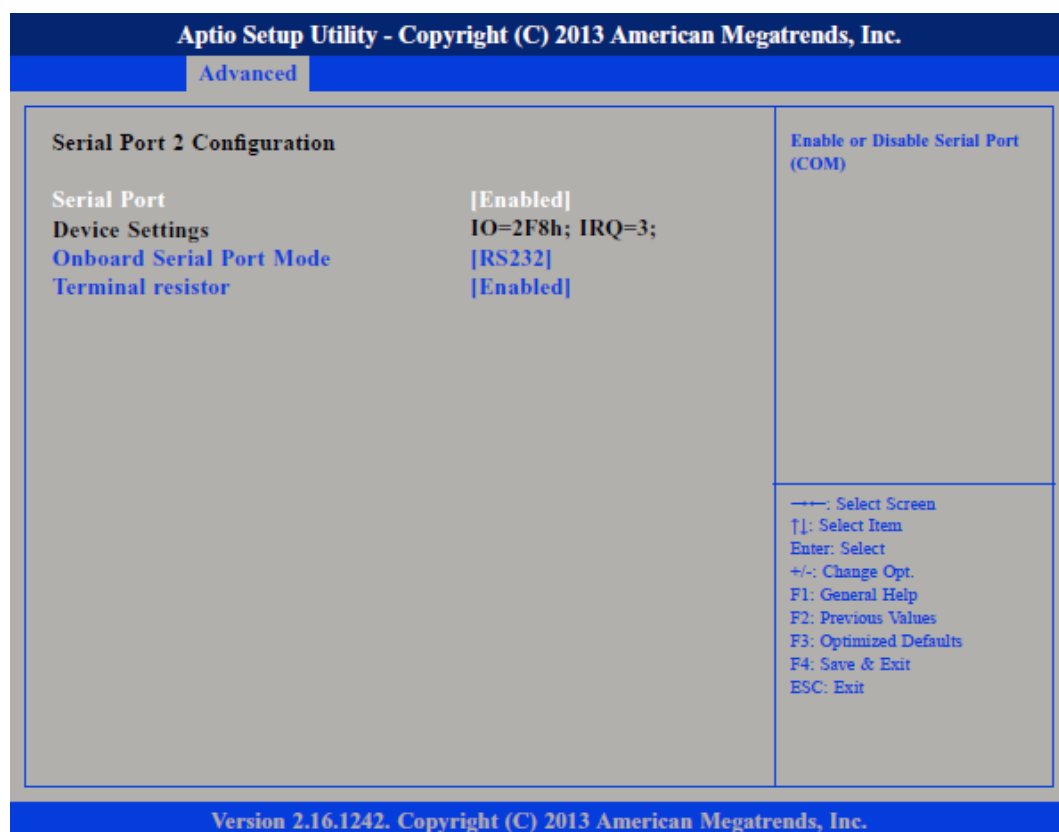 Aptio Setup Utility - Copyright (C) 2013 American Megatrends, Inc.
Advanced
Serial Port 2 Configuration
Serial Port [Enabled]
Device Settings IO=2F8h; IRQ=3;
Onboard Serial Port Mode [RS232]
Terminal resistor [Enabled]
Enable or Disable Serial Port
(COM)
→←: Select Screen
↑↓: Select Item
Enter: Select
+/-: Change Opt.
F1: General Help
F2: Previous Values
F3: Optimized Defaults
F4: Save & Exit
ESC: Exit
Version 2.16.1242. Copyright (C) 2013 American Megatrends, Inc.